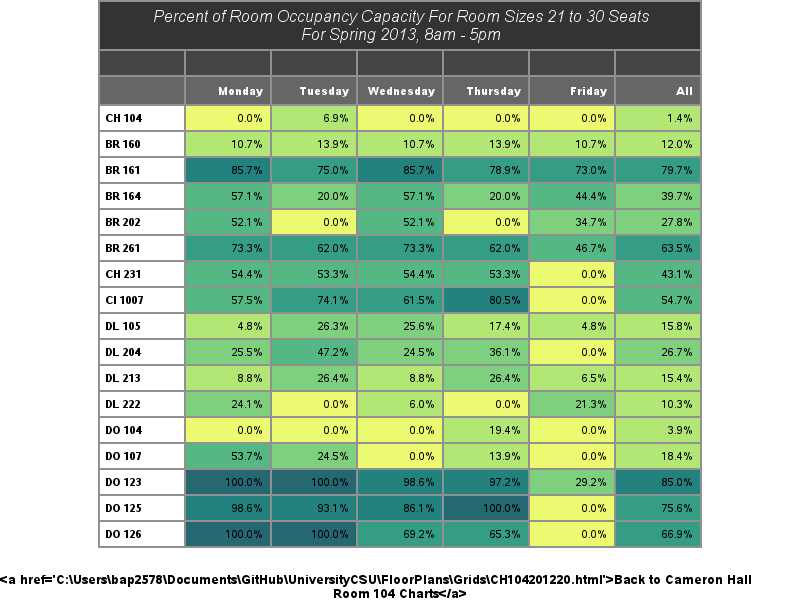 Percent of Room Occupancy Capacity For Room Sizes 21 to 30 Seats
For Spring 2013, 8am - 5pm
Monday Tuesday Wednesday Thursday Friday All
CH 104 0.0% 6.9% 0.0% 0.0% 0.0% 1.4%
BR 160 10.7% 13.9% 10.7% 13.9% 10.7% 12.0%
BR 161 85.7% 75.0% 85.7% 78.9% 73.0% 79.7%
BR 164 57.1% 20.0% 57.1% 20.0% 44.4% 39.7%
BR 202 52.1% 0.0% 52.1% 0.0% 34.7% 27.8%
BR 261 73.3% 62.0% 73.3% 62.0% 46.7% 63.5%
CH 231 54.4% 53.3% 54.4% 53.3% 0.0% 43.1%
CI 1007 57.5% 74.1% 61.5% 80.5% 0.0% 54.7%
DL 105 4.8% 26.3% 25.6% 17.4% 4.8% 15.8%
DL 204 25.5% 47.2% 24.5% 36.1% 0.0% 26.7%
DL 213 8.8% 26.4% 8.8% 26.4% 6.5% 15.4%
DL 222 24.1% 0.0% 6.0% 0.0% 21.3% 10.3%
DO 104 0.0% 0.0% 0.0% 19.4% 0.0% 3.9%
DO 107 53.7% 24.5% 0.0% 13.9% 0.0% 18.4%
DO 123 100.0% 100.0% 98.6% 97.2% 29.2% 85.0%
DO 125 98.6% 93.1% 86.1% 100.0% 0.0% 75.6%
DO 126 100.0% 100.0% 69.2% 65.3% 0.0% 66.9%
<a href='C:\Users\bap2578\Documents\GitHub\UniversityCSU\FloorPlans\Grids\CH104201220.html'>Back to Cameron Hall
Room 104 Charts</a>